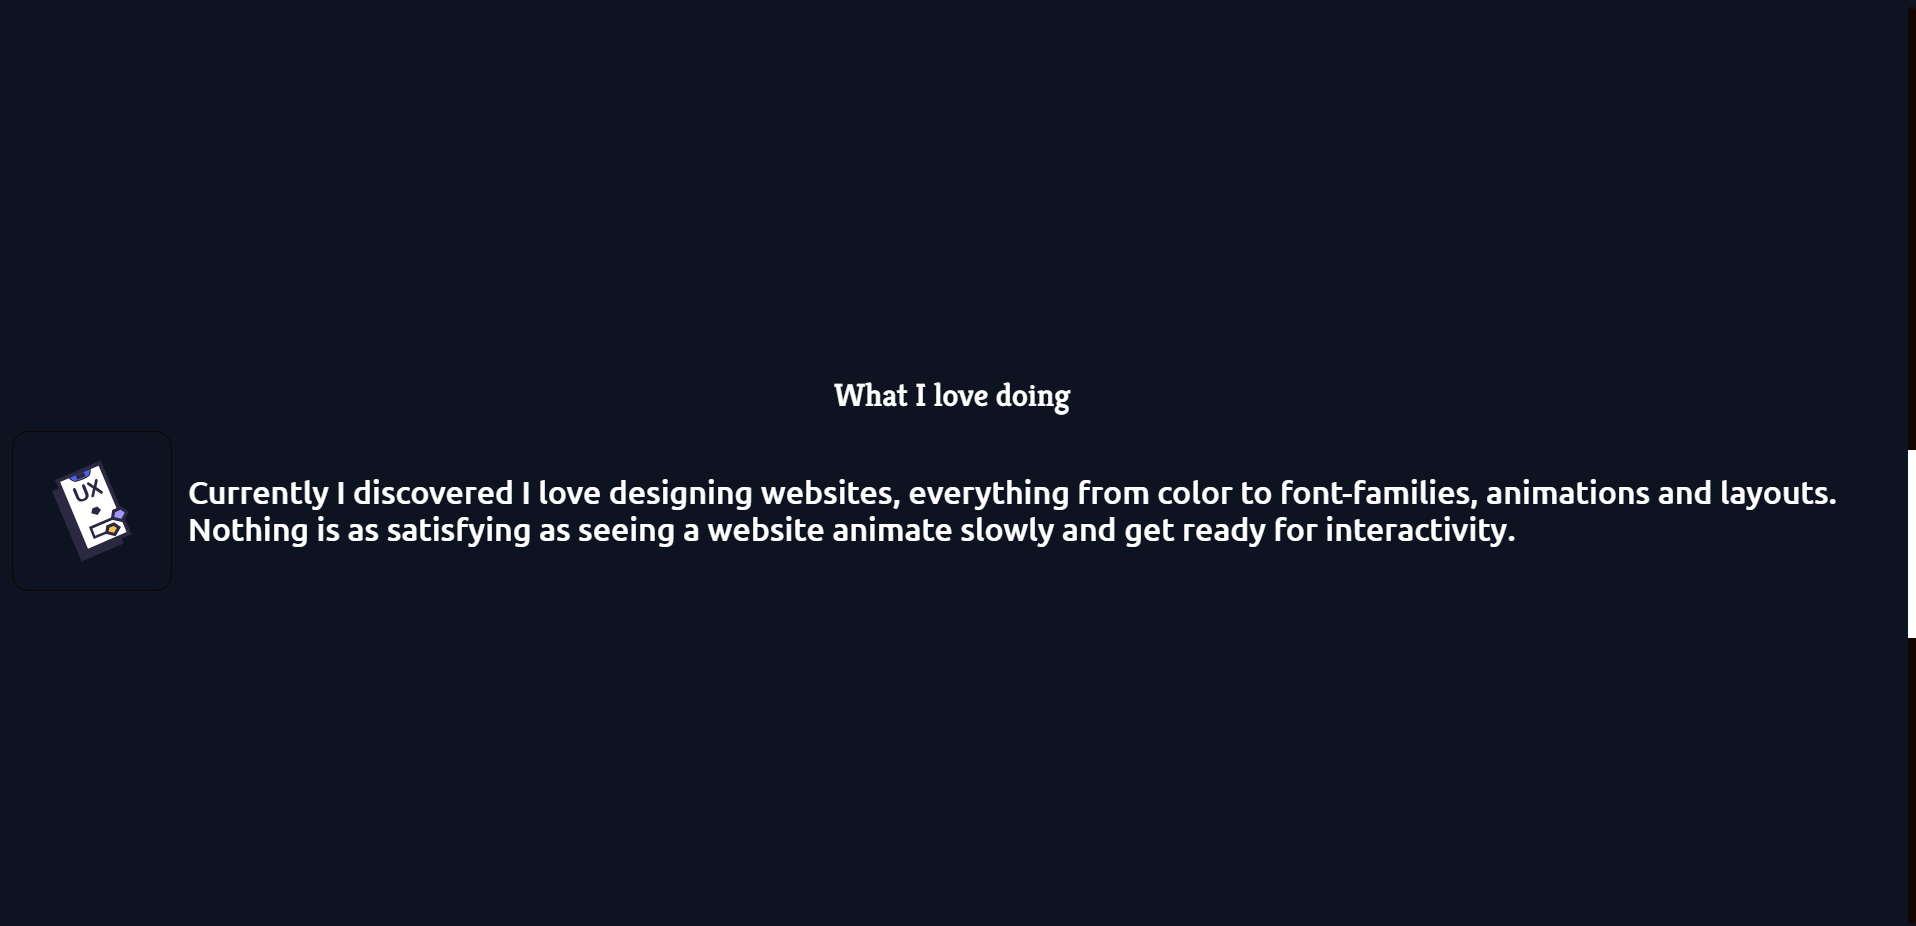 What I love doing
UX
Currently I discovered I love designing websites, everything from color to font-families, animations and layouts.
Nothing is as satisfying as seeing a website animate slowly and get ready for interactivity.